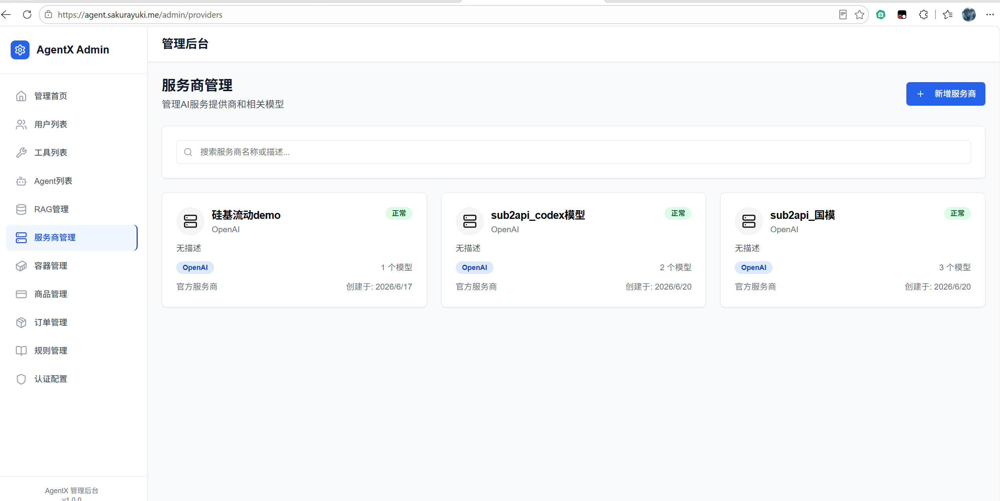 https://agent.sakurayuki.me/admin/providers
AgentX Admin
管理首页
用户列表
工具列表
Agent列表
RAG管理
服务商管理
容器管理
商品管理
订单管理
规则管理
认证配置
AgentX 管理后台
v1.0.0
管理后台
服务商管理
管理AI服务提供商和相关模型
新增服务商
搜索服务商名称或描述...
硅基流动demo
正常
OpenAI
无描述
OpenAI
1 个模型
官方服务商
创建于: 2026/6/17
sub2api_codex模型
正常
OpenAI
无描述
OpenAI
2 个模型
官方服务商
创建于: 2026/6/20
sub2api_国模
正常
OpenAI
无描述
OpenAI
3 个模型
官方服务商
创建于: 2026/6/20